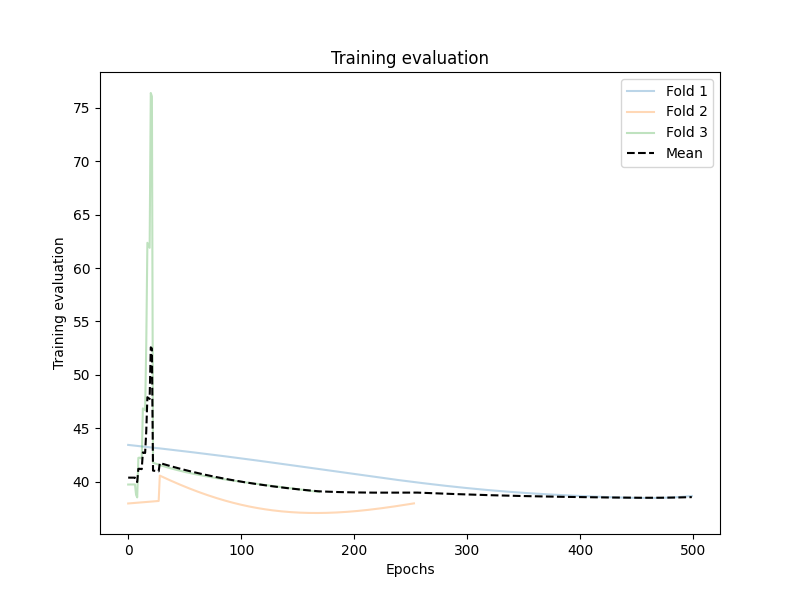 Training evaluation
Fold 1
Fold 2
Fold 3
Mean
Training evaluation
75
70
65
60
55
50
45
40
0 100 200 300 400 500
Epochs